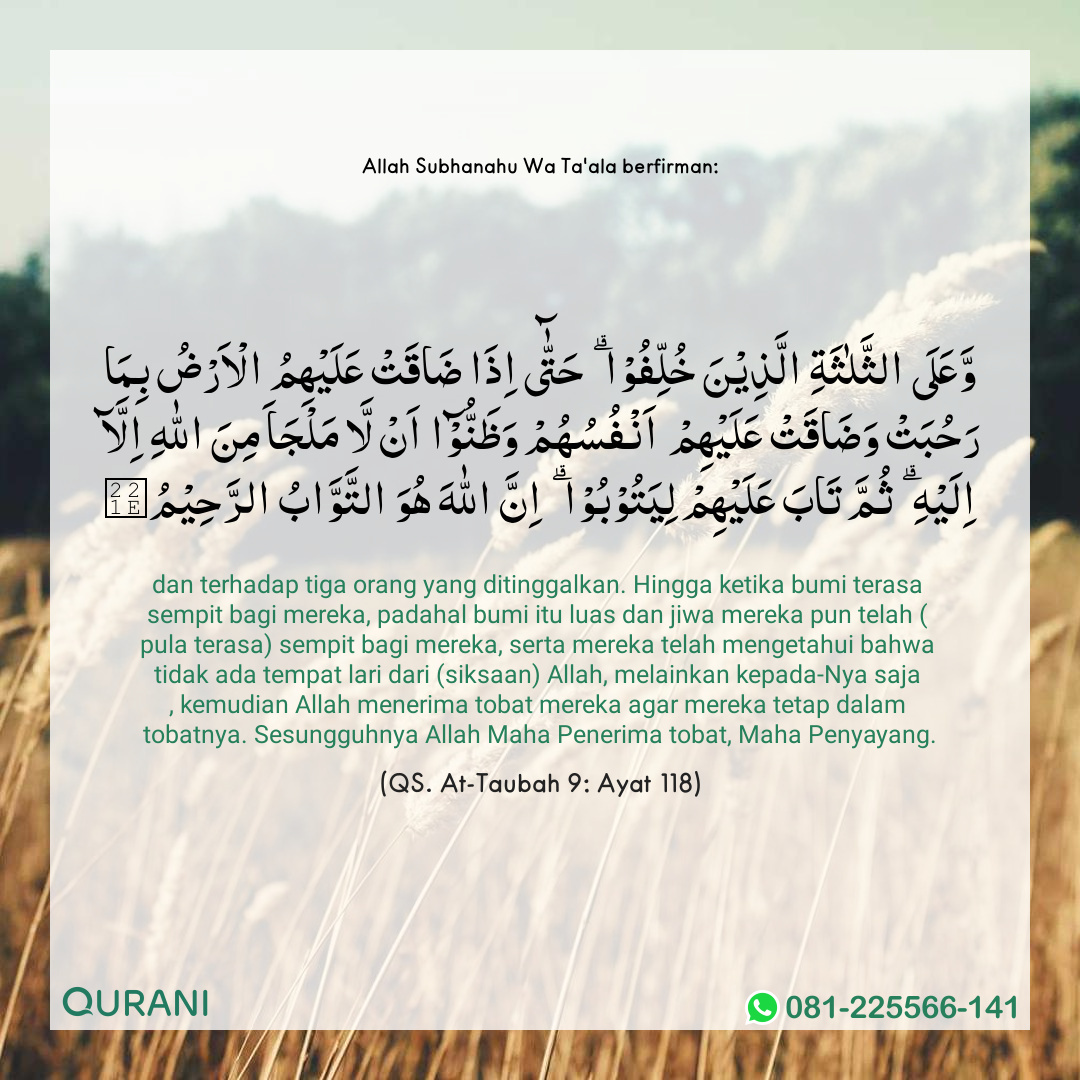 Allah Subhanahu Wa Ta'ala berfirman:
وَّعَلَى الثَّلٰثَةِ الَّذِيْنَ خُلِّفُوْاۗ حَتّٰٓى اِذَا ضَاقَتْ عَلَيْهِمُ الْاَرْضُ بِمَا
رَحُبَتْ وَضَاقَتْ عَلَيْهِمْ اَنْفُسُهُمْ وَظَنُّوْٓا اَنْ لَّا مَلْجَاَ مِنَ اللّٰهِ اِلَّآ
اِلَيْهِۗ ثُمَّ تَابَ عَلَيْهِمْ لِيَتُوْبُوْاۗ اِنَّ اللّٰهَ هُوَ التَّوَّابُ الرَّحِيْمُ
dan terhadap tiga orang yang ditinggalkan. Hingga ketika bumi terasa
sempit bagi mereka, padahal bumi itu luas dan jiwa mereka pun telah (
pula terasa) sempit bagi mereka, serta mereka telah mengetahui bahwa
tidak ada tempat lari dari (siksaan) Allah, melainkan kepada-Nya saja
, kemudian Allah menerima tobat mereka agar mereka tetap dalam
tobatnya. Sesungguhnya Allah Maha Penerima tobat, Maha Penyayang.
(QS. At-Taubah 9: Ayat 118)
QURANI
081-225566-141